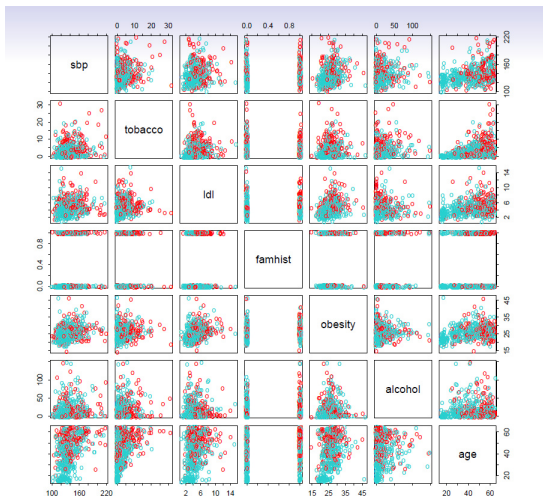 0 10 20 30
0.0 0.4 0.8
0 50 100
sbp
100 160 220
0 10 20 30
tobacco
ldl
2 6 10 14
0.0 0.4 0.8
famhist
obesity
15 25 35 45
0 50 100
alcohol
age
20 40 60
100 160 220
2 6 10 14
15 25 35 45
20 40 60